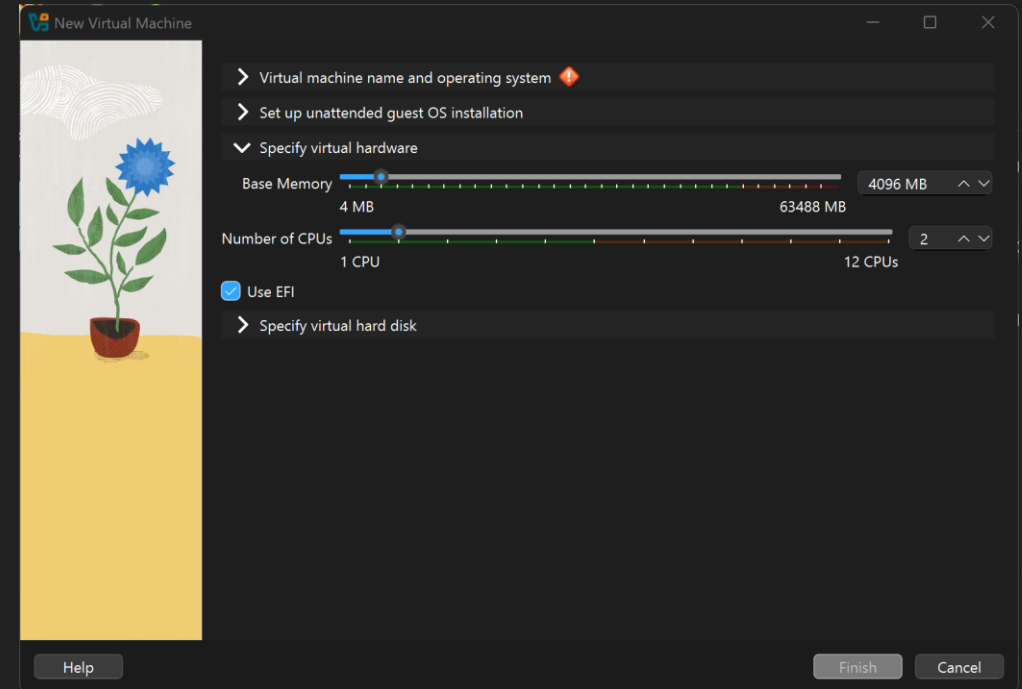 New Virtual Machine
Virtual machine name and operating system
Set up unattended guest OS installation
Specify virtual hardware
Base Memory
4096 MB
4 MB
63488 MB
Number of CPUs
2
1 CPU
12 CPUs
Use EFI
Specify virtual hard disk
Help
Finish
Cancel